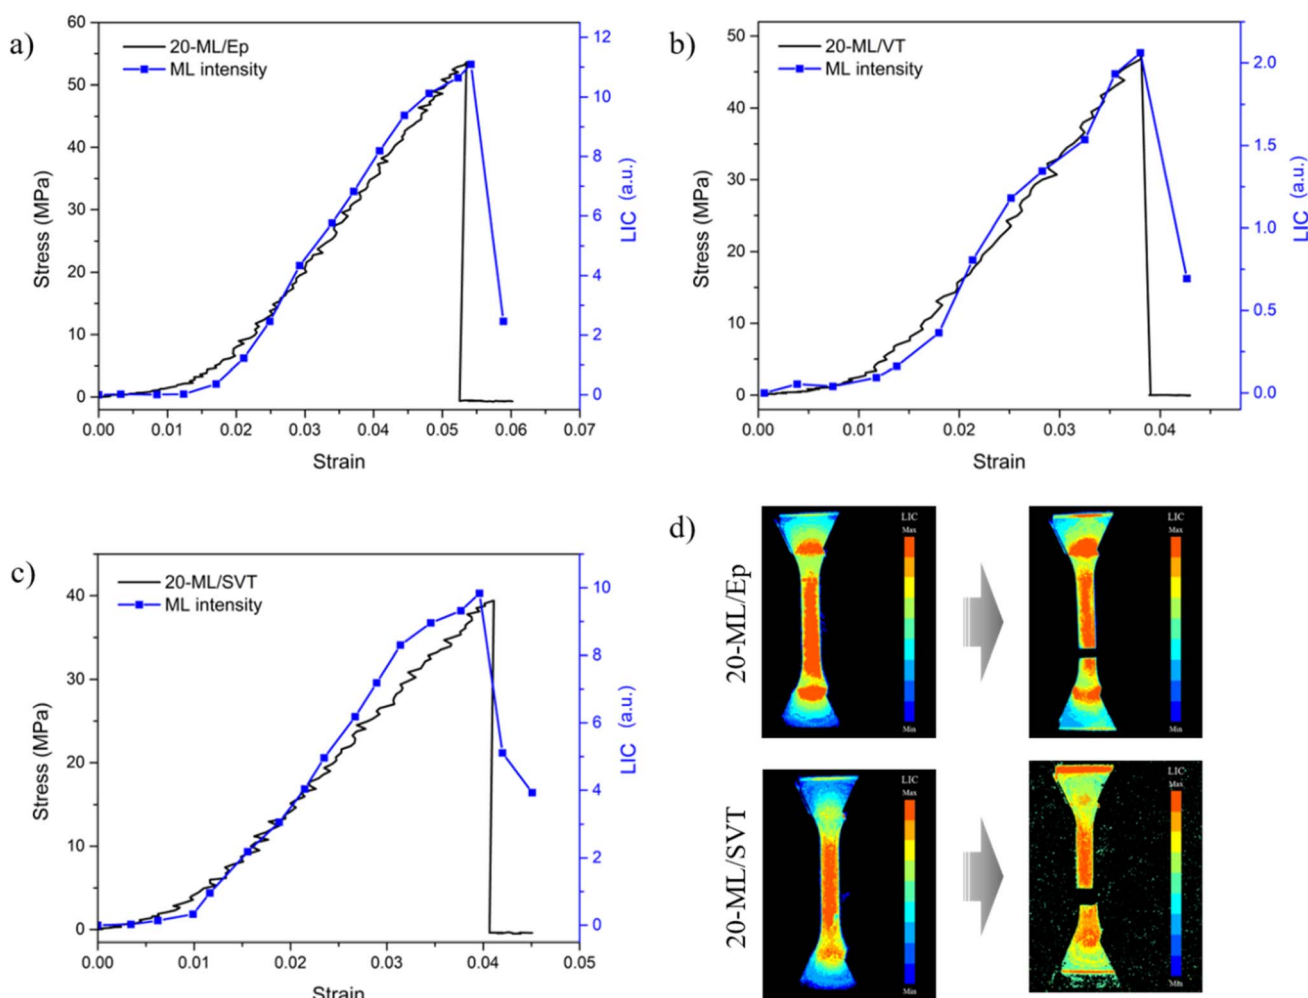 a)
20-ML/Ep
ML intensity
Stress (MPa)
60
50
40
30
20
10
0
LIC (a.u.)
12
10
8
6
4
2
0
0.00 0.01 0.02 0.03 0.04 0.05 0.06 0.07
Strain
b)
20-ML/VT
ML intensity
Stress (MPa)
50
40
30
20
10
0
LIC (a.u.)
2.0
1.5
1.0
0.5
0.0
0.00 0.01 0.02 0.03 0.04
Strain
c)
20-ML/SVT
ML intensity
Stress (MPa)
40
30
20
10
0
LIC (a.u.)
10
8
6
4
2
0
0.00 0.01 0.02 0.03 0.04 0.05
Strain
d)
20-ML/Ep
LIC
Max
Min
LIC
Max
Min
20-ML/SVT
LIC
Max
Min
LIC
Max
Min